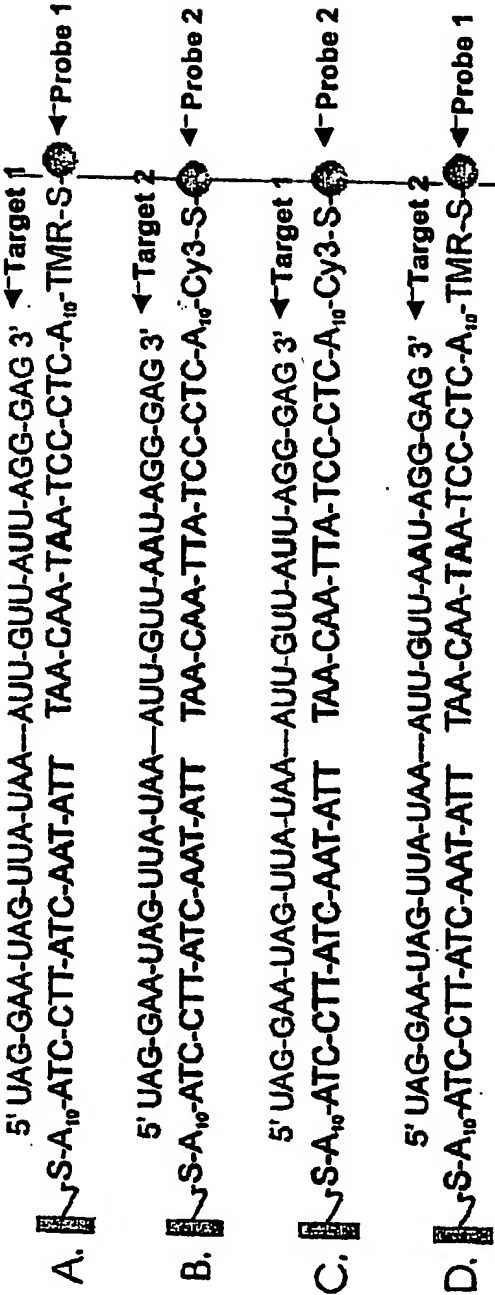 5' UAG-GAA-UAG-UUA-UAA—AUU-GUU-AUU-AGG-GAG 3' Target 1
A. S-A10-ATC-CTT-ATC-AAT-ATT TAA-CAA-TAA-TCC-CTC-A10-TMR-S- Probe 1
5' UAG-GAA-UAG-UUA-UAA—AUU-GUU-AAU-AGG-GAG 3' Target 2
B. S-A10-ATC-CTT-ATC-AAT-ATT TAA-CAA-TTA-TCC-CTC-A10-Cy3-S- Probe 2
5' UAG-GAA-UAG-UUA-UAA—AUU-GUU-AUU-AGG-GAG 3' Target 1
C. S-A10-ATC-CTT-ATC-AAT-ATT TAA-CAA-TTA-TCC-CTC-A10-Cy3-S- Probe 2
5' UAG-GAA-UAG-UUA-UAA—AUU-GUU-AAU-AGG-GAG 3' Target 2
D. S-A10-ATC-CTT-ATC-AAT-ATT TAA-CAA-TAA-TCC-CTC-A10-TMR-S- Probe 1